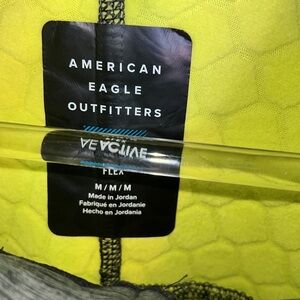 AMERICAN
EAGLE
OUTFITTERS
FLEX
M/M/M
Made in Jordan
Fabriqué en Jordanie
Hecho en Jordania